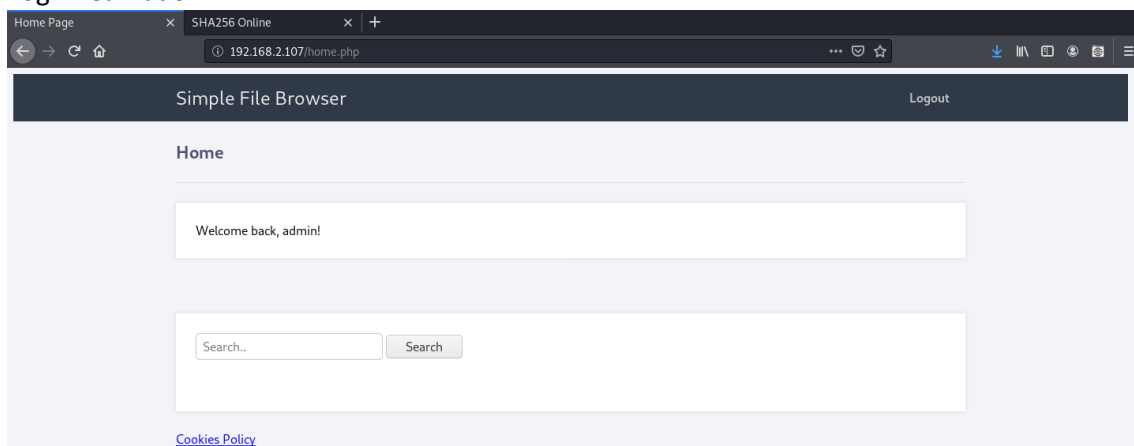 Home Page × SHA256 Online × +
192.168.2.107/home.php
Simple File Browser Logout
Home
Welcome back, admin!
Search.. Search
Cookies Policy